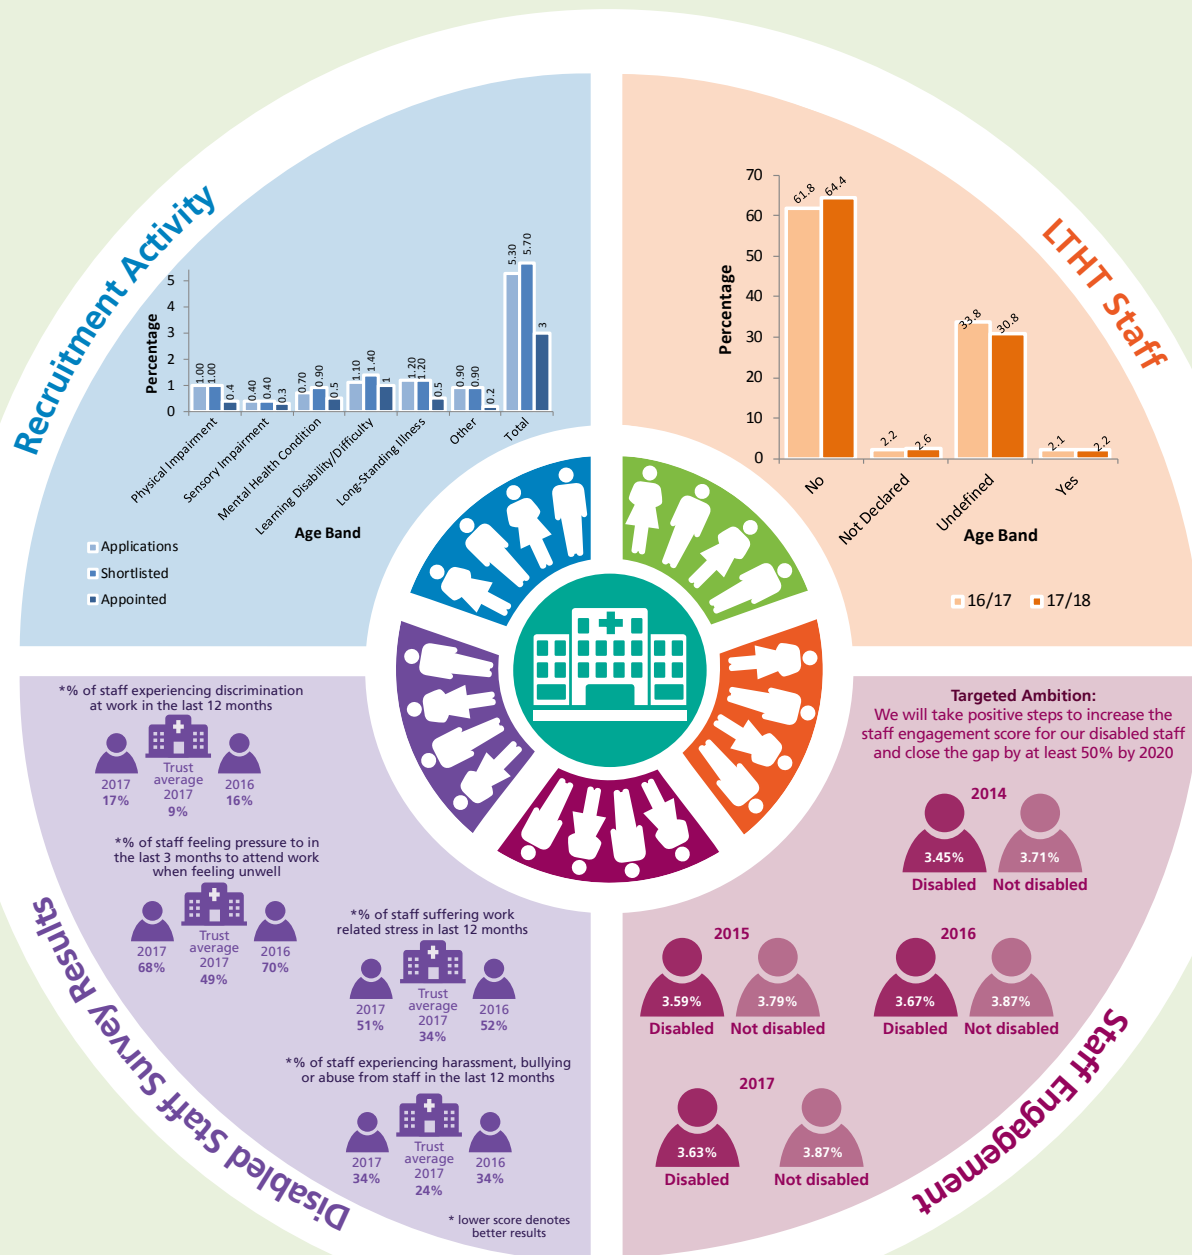 Recruitment Activity
Percentage
5
4
3
2
1
0
1.00
1.00
0.4
0.40
0.40
0.3
0.70
0.90
0.5
1.10
1.40
1
1.20
1.20
0.5
0.90
0.90
0.2
5.30
5.70
3
Physical Impairment
Sensory Impairment
Mental Health Condition
Learning Disability/Difficulty
Long-Standing Illness
Other
Total
Age Band
Applications
Shortlisted
Appointed
LTHT Staff
Percentage
70
60
50
40
30
20
10
0
61.8
64.4
2.2
2.6
33.8
30.8
2.1
2.2
No
Not Declared
Undefined
Yes
Age Band
16/17
17/18
Disabled Staff Survey Results
*% of staff experiencing discrimination
at work in the last 12 months
2017
17%
Trust
average
2017
9%
2016
16%
*% of staff feeling pressure to in
the last 3 months to attend work
when feeling unwell
2017
68%
Trust
average
2017
49%
2016
70%
*% of staff suffering work
related stress in last 12 months
2017
51%
Trust
average
2017
34%
2016
52%
*% of staff experiencing harassment, bullying
or abuse from staff in the last 12 months
2017
34%
Trust
average
2017
24%
2016
34%
* lower score denotes
better results
Staff Engagement
Targeted Ambition:
We will take positive steps to increase the
staff engagement score for our disabled staff
and close the gap by at least 50% by 2020
2014
3.45%
3.71%
Disabled
Not disabled
2015
3.59%
3.79%
Disabled
Not disabled
2016
3.67%
3.87%
Disabled
Not disabled
2017
3.63%
3.87%
Disabled
Not disabled